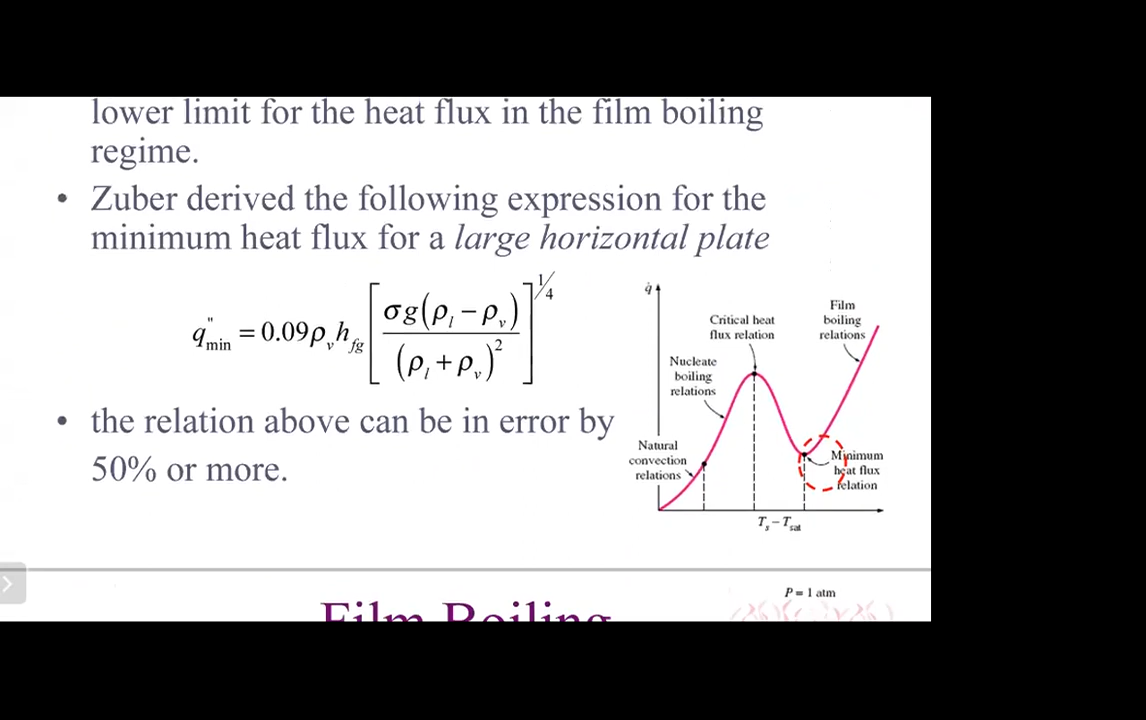 lower limit for the heat flux in the film boiling
regime.
• Zuber derived the following expression for the
minimum heat flux for a large horizontal plate
q"min = 0.09ρv hfg [σg(ρl − ρv) / (ρl + ρv)²]^1/4
• the relation above can be in error by
50% or more.
q̇
Critical heat
flux relation
Film
boiling
relations
Nucleate
boiling
relations
Natural
convection
relations
Minimum
heat flux
relation
Ts − Tsat
P = 1 atm
Film Boiling